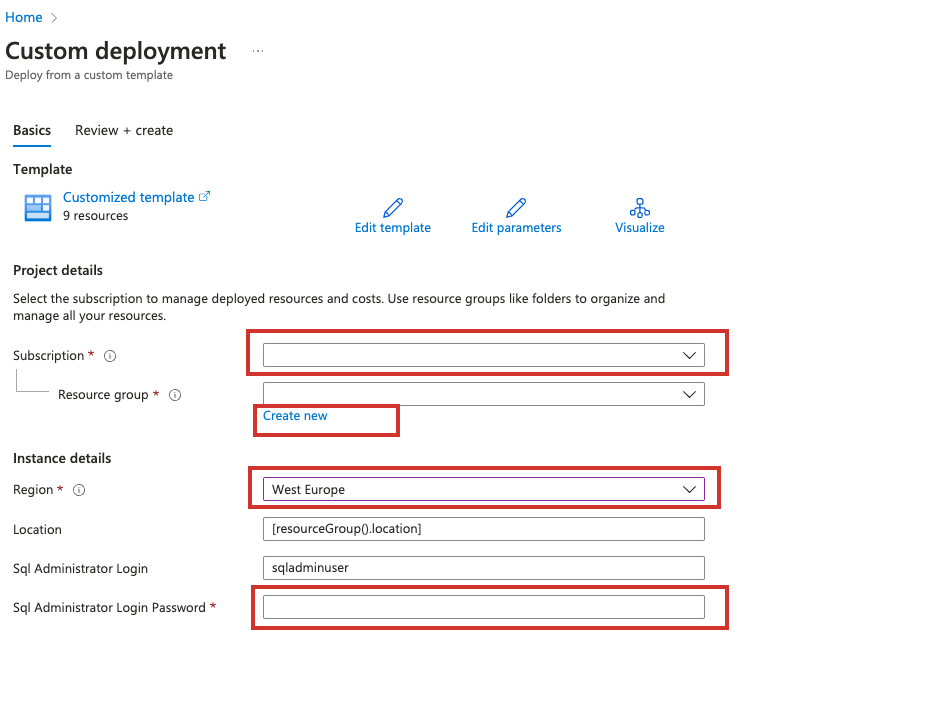 Home
Custom deployment ...
Deploy from a custom template
Basics Review + create
Template
Customized template
9 resources
Edit template Edit parameters Visualize
Project details
Select the subscription to manage deployed resources and costs. Use resource groups like folders to organize and
manage all your resources.
Subscription *
Resource group *
Create new
Instance details
Region * West Europe
Location [resourceGroup().location]
Sql Administrator Login sqladminuser
Sql Administrator Login Password *